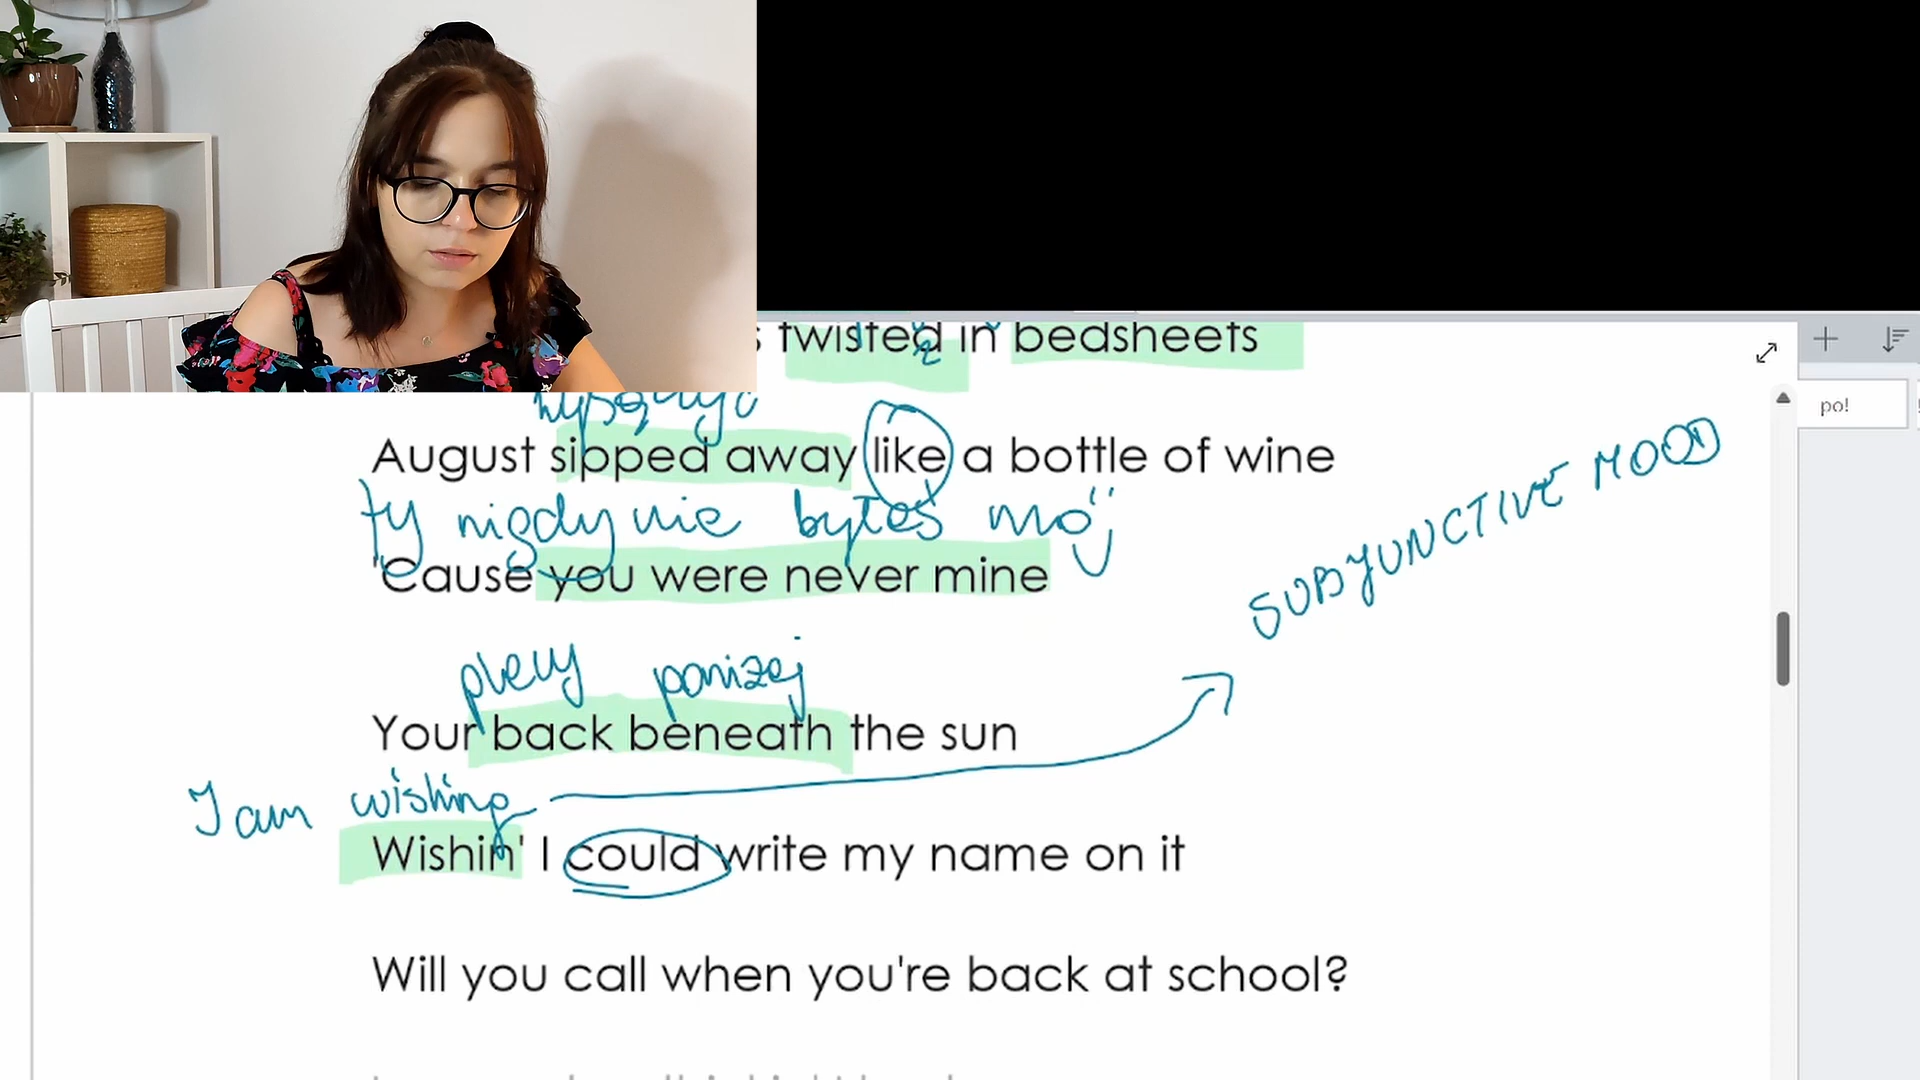 twisted in bedsheets
po!
August sipped away like a bottle of wine
SUBJUNCTIVE MOOD
ty nigdy nie byłeś mój
'Cause you were never mine
plecy poniżej
Your back beneath the sun
I am wishing
Wishin' I could write my name on it
Will you call when you're back at school?